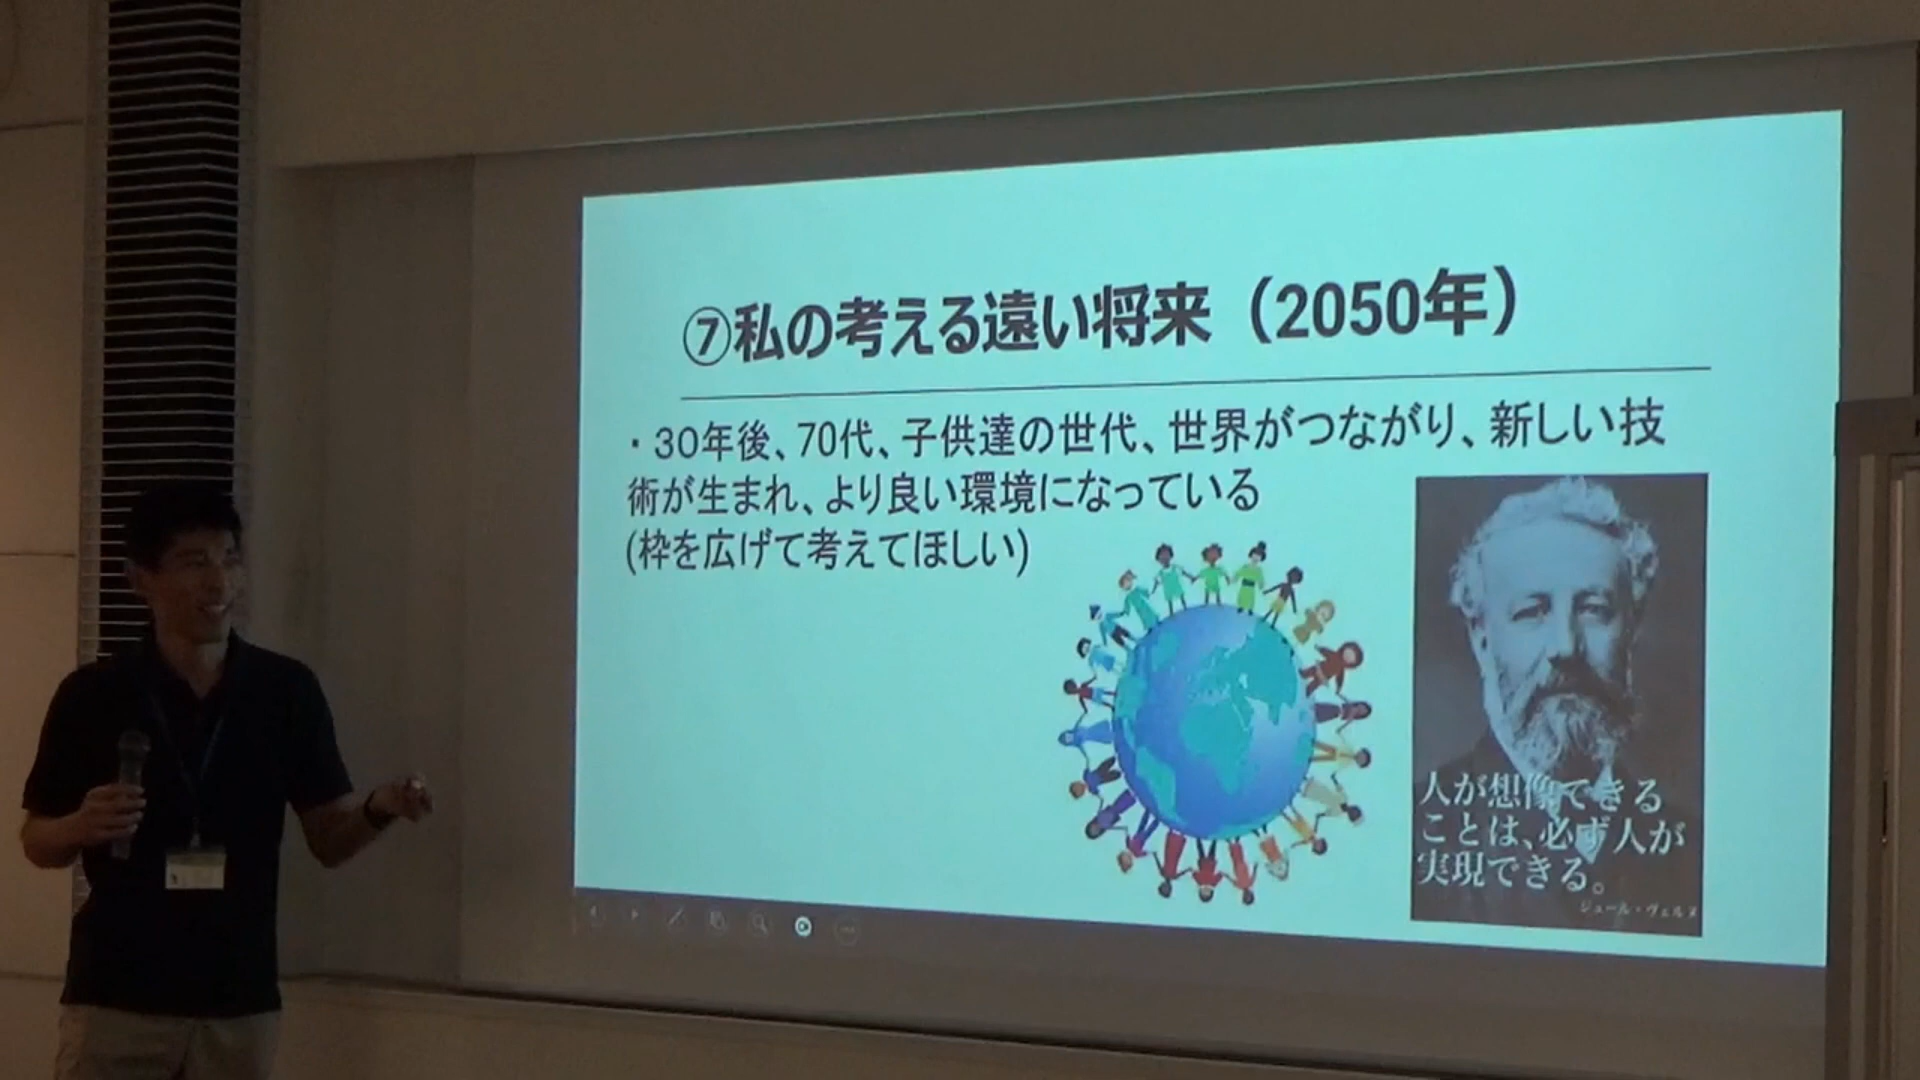 ⑦私の考える遠い将来（2050年）
・30年後、70代、子供達の世代、世界がつながり、新しい技
術が生まれ、より良い環境になっている
(枠を広げて考えてほしい)
人が想像できる
ことは、必ず人が
実現できる。
ジュール・ヴェルヌ